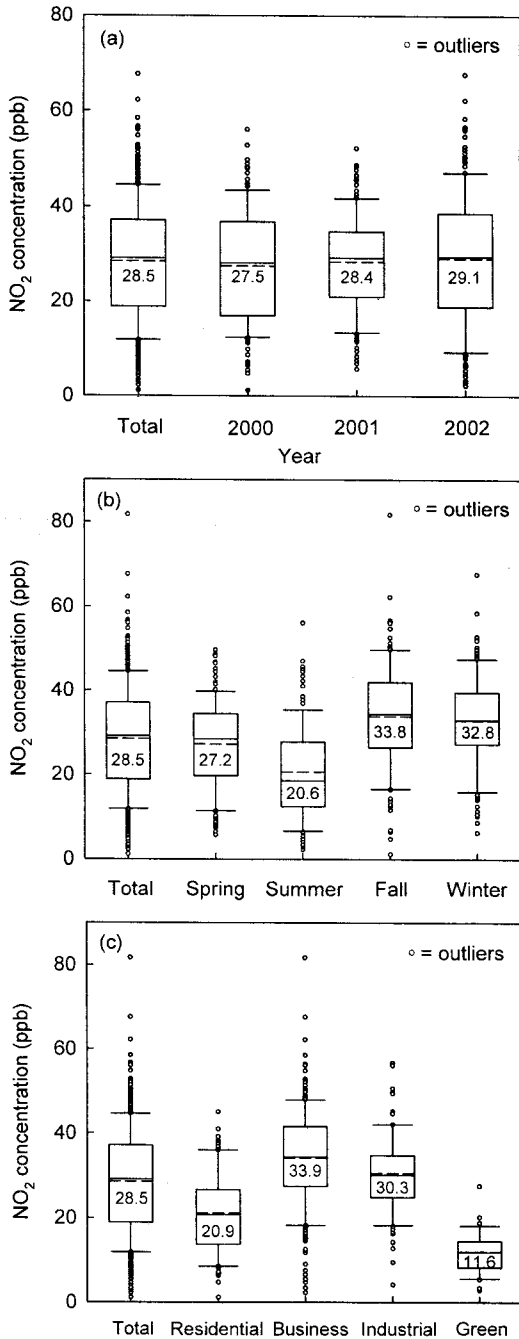 (a)
o = outliers
NO2 concentration (ppb)
80
60
40
20
0
28.5
27.5
28.4
29.1
Total
2000
2001
2002
Year
(b)
o = outliers
NO2 concentration (ppb)
80
60
40
20
0
28.5
27.2
20.6
33.8
32.8
Total
Spring
Summer
Fall
Winter
(c)
o = outliers
NO2 concentration (ppb)
80
60
40
20
0
28.5
20.9
33.9
30.3
11.6
Total
Residential
Business
Industrial
Green